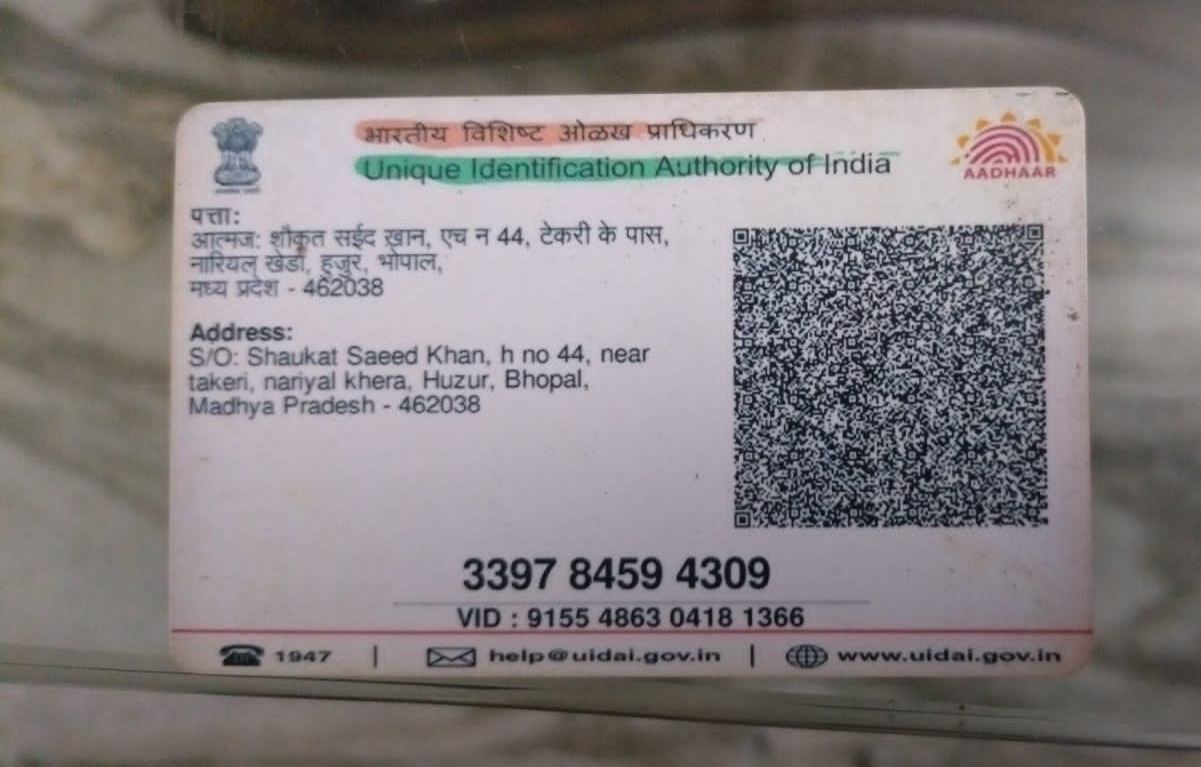 भारतीय विशिष्ट ओळख प्राधिकरण
Unique Identification Authority of India
AADHAAR
पत्ता:
आत्मज: शौकत सईद खान, एच न 44, टेकरी के पास,
नारियल खेडा, हुजुर, भोपाल,
मध्य प्रदेश - 462038
Address:
S/O: Shaukat Saeed Khan, h no 44, near
takeri, nariyal khera, Huzur, Bhopal,
Madhya Pradesh - 462038
3397 8459 4309
VID : 9155 4863 0418 1366
1947 | help@uidai.gov.in | www.uidai.gov.in